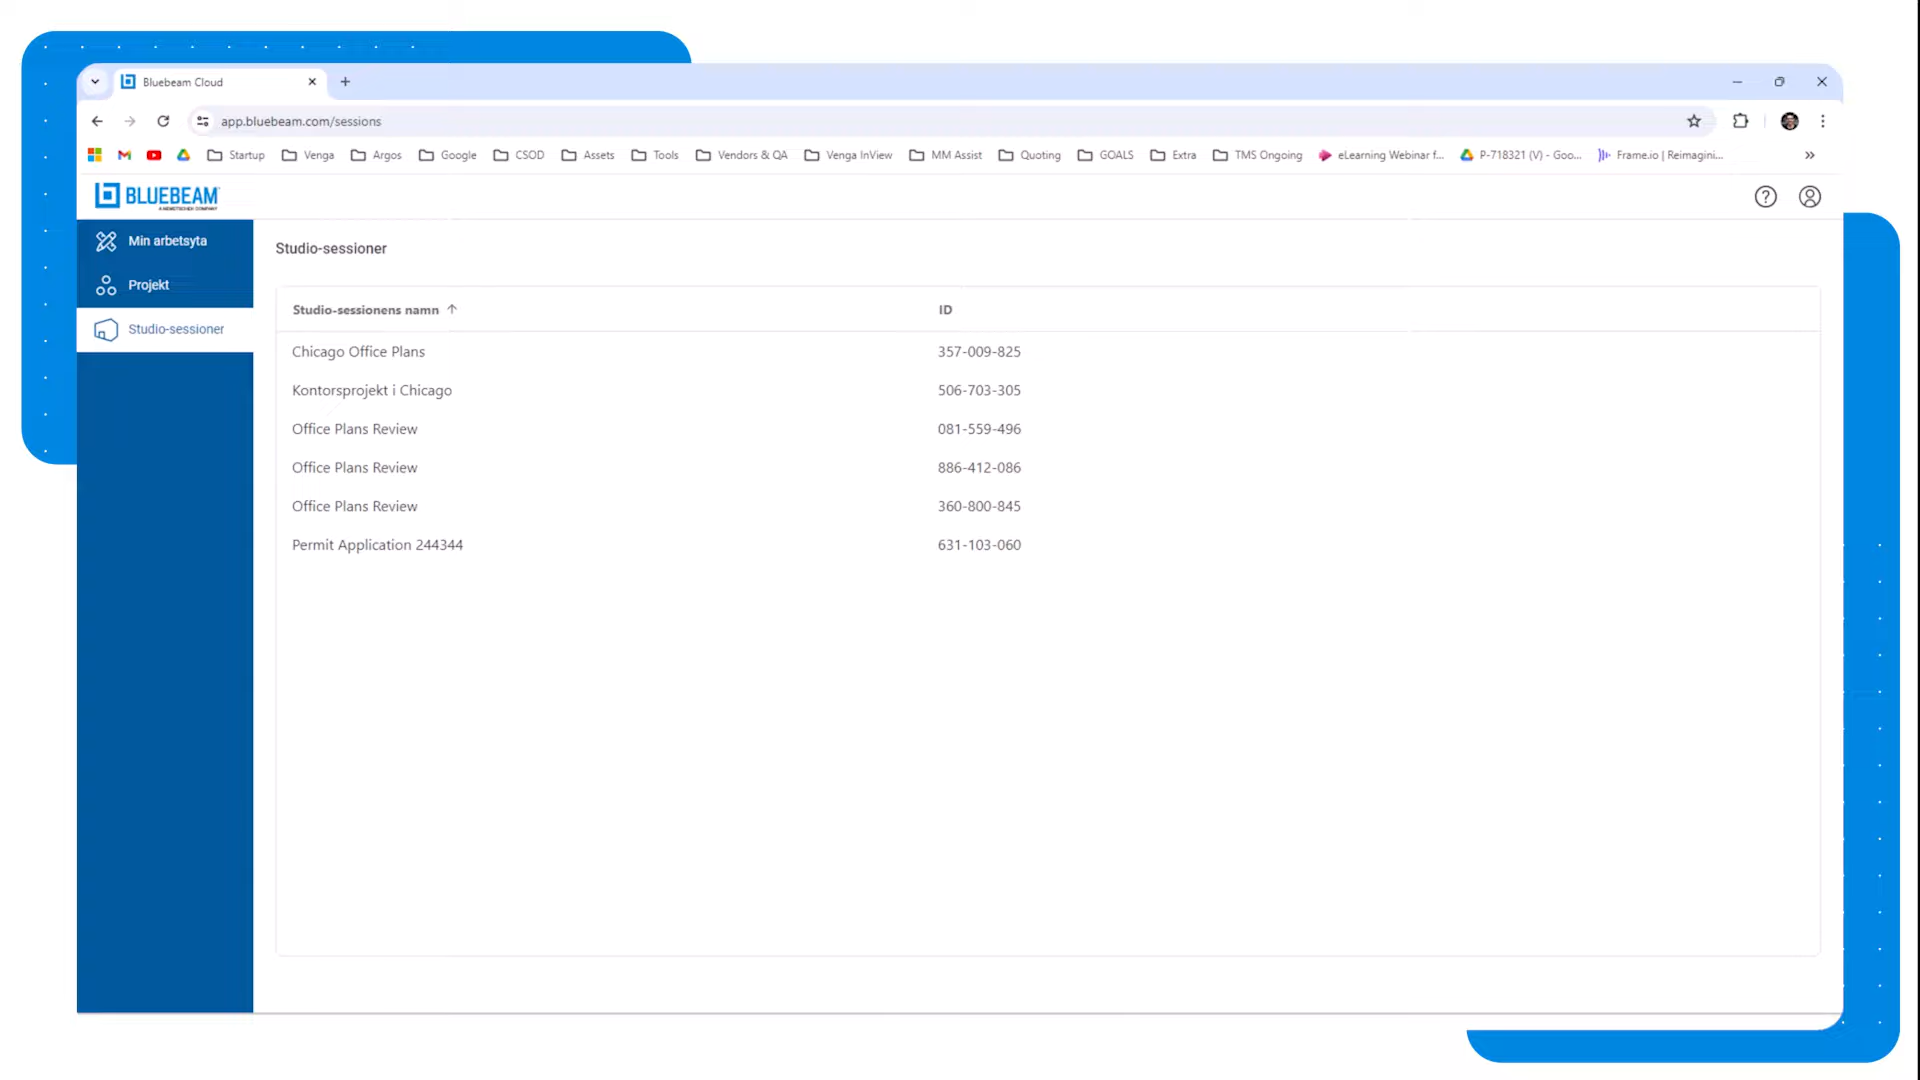 Bluebeam Cloud
app.bluebeam.com/sessions
Startup Venga Argos Google CSOD Assets Tools Vendors & QA Venga InView MM Assist Quoting GOALS Extra TMS Ongoing eLearning Webinar f... P-718321 (V) - Goo... Frame.io | Reimagini...
BLUEBEAM
A NEMETSCHEK COMPANY
Min arbetsyta
Projekt
Studio-sessioner
Studio-sessioner
Studio-sessionens namn ID
Chicago Office Plans 357-009-825
Kontorsprojekt i Chicago 506-703-305
Office Plans Review 081-559-496
Office Plans Review 886-412-086
Office Plans Review 360-800-845
Permit Application 244344 631-103-060